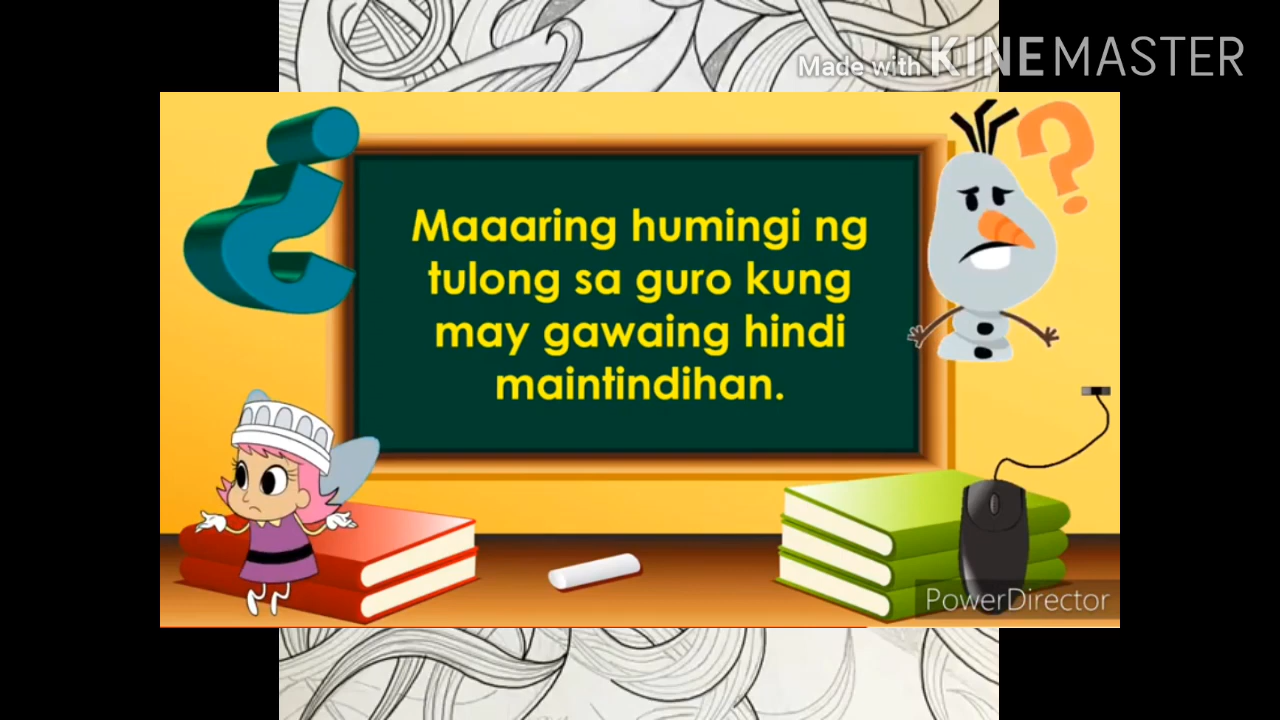 Made with KINEMASTER
Maaaring humingi ng
tulong sa guro kung
may gawaing hindi
maintindihan.
PowerDirector